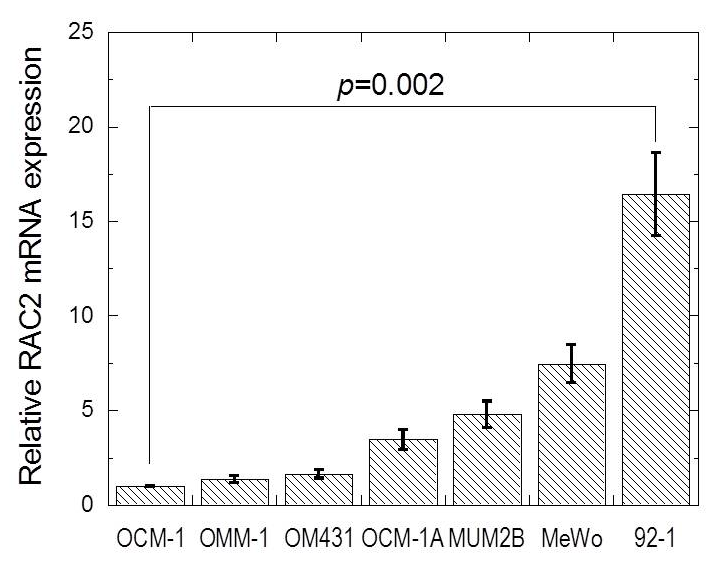 Relative RAC2 mRNA expression
25
20
15
10
5
0
p=0.002
OCM-1 OMM-1 OM431 OCM-1A MUM2B MeWo 92-1